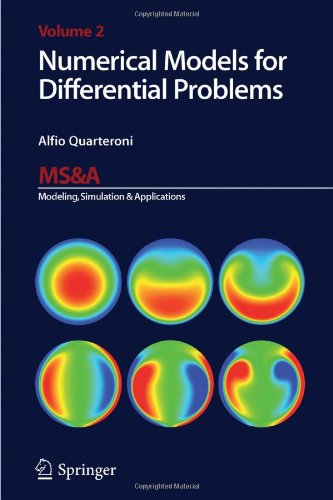 Volume 2
Numerical Models for
Differential Problems
Alfio Quarteroni
MS&A
Modeling, Simulation & Applications
Springer